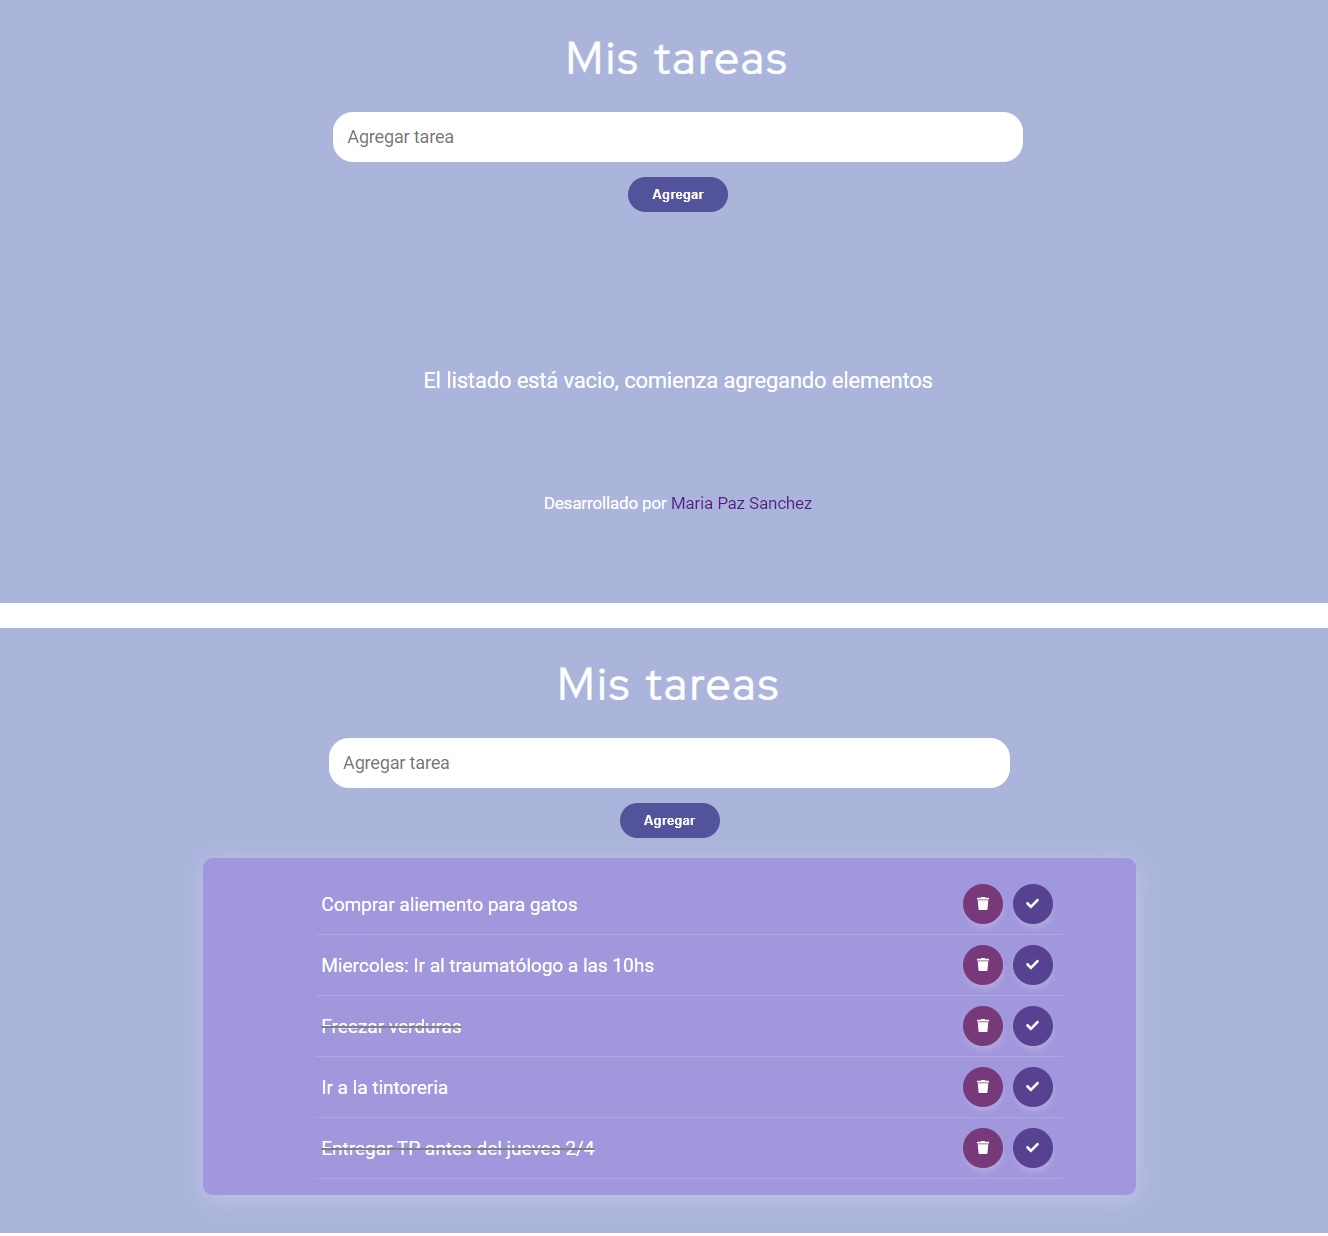 Mis tareas
Agregar tarea
Agregar
El listado está vacio, comienza agregando elementos
Desarrollado por Maria Paz Sanchez
Mis tareas
Agregar tarea
Agregar
Comprar aliemento para gatos
Miercoles: Ir al traumatólogo a las 10hs
Freezar verduras
Ir a la tintoreria
Entregar TP antes del jueves 2/4